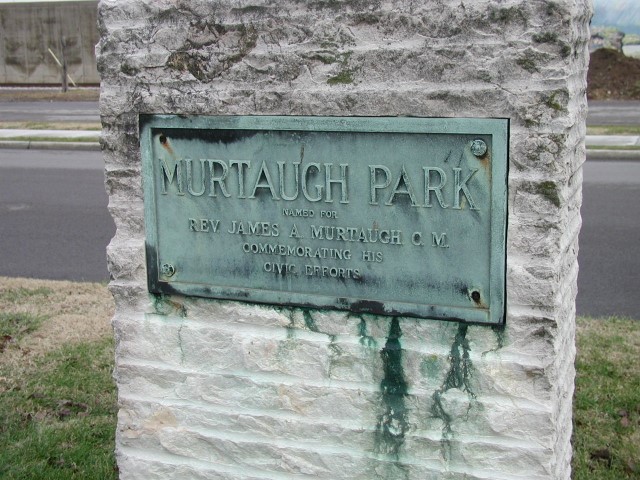 MURTAUGH PARK
NAMED FOR
REV JAMES A. MURTAUGH C. M.
COMMEMORATING HIS
CIVIC EFFORTS